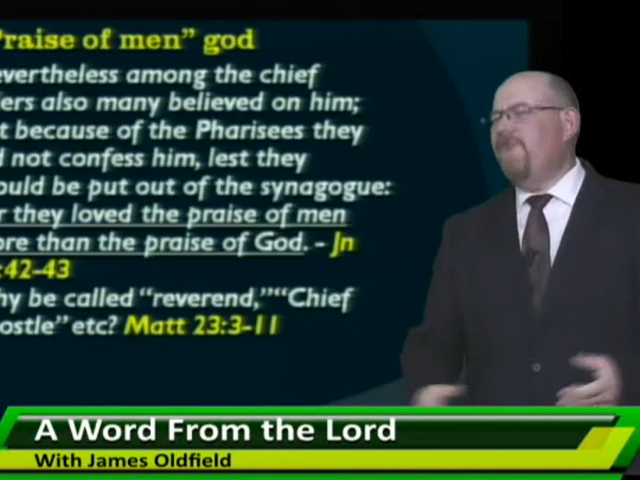 Praise of men" god
evertheless among the chief
lers also many believed on him;
t because of the Pharisees they
d not confess him, lest they
ould be put out of the synagogue:
r they loved the praise of men
ore than the praise of God. - Jn
:42-43
hy be called "reverend,""Chief
ostle" etc? Matt 23:3-11
A Word From the Lord
With James Oldfield